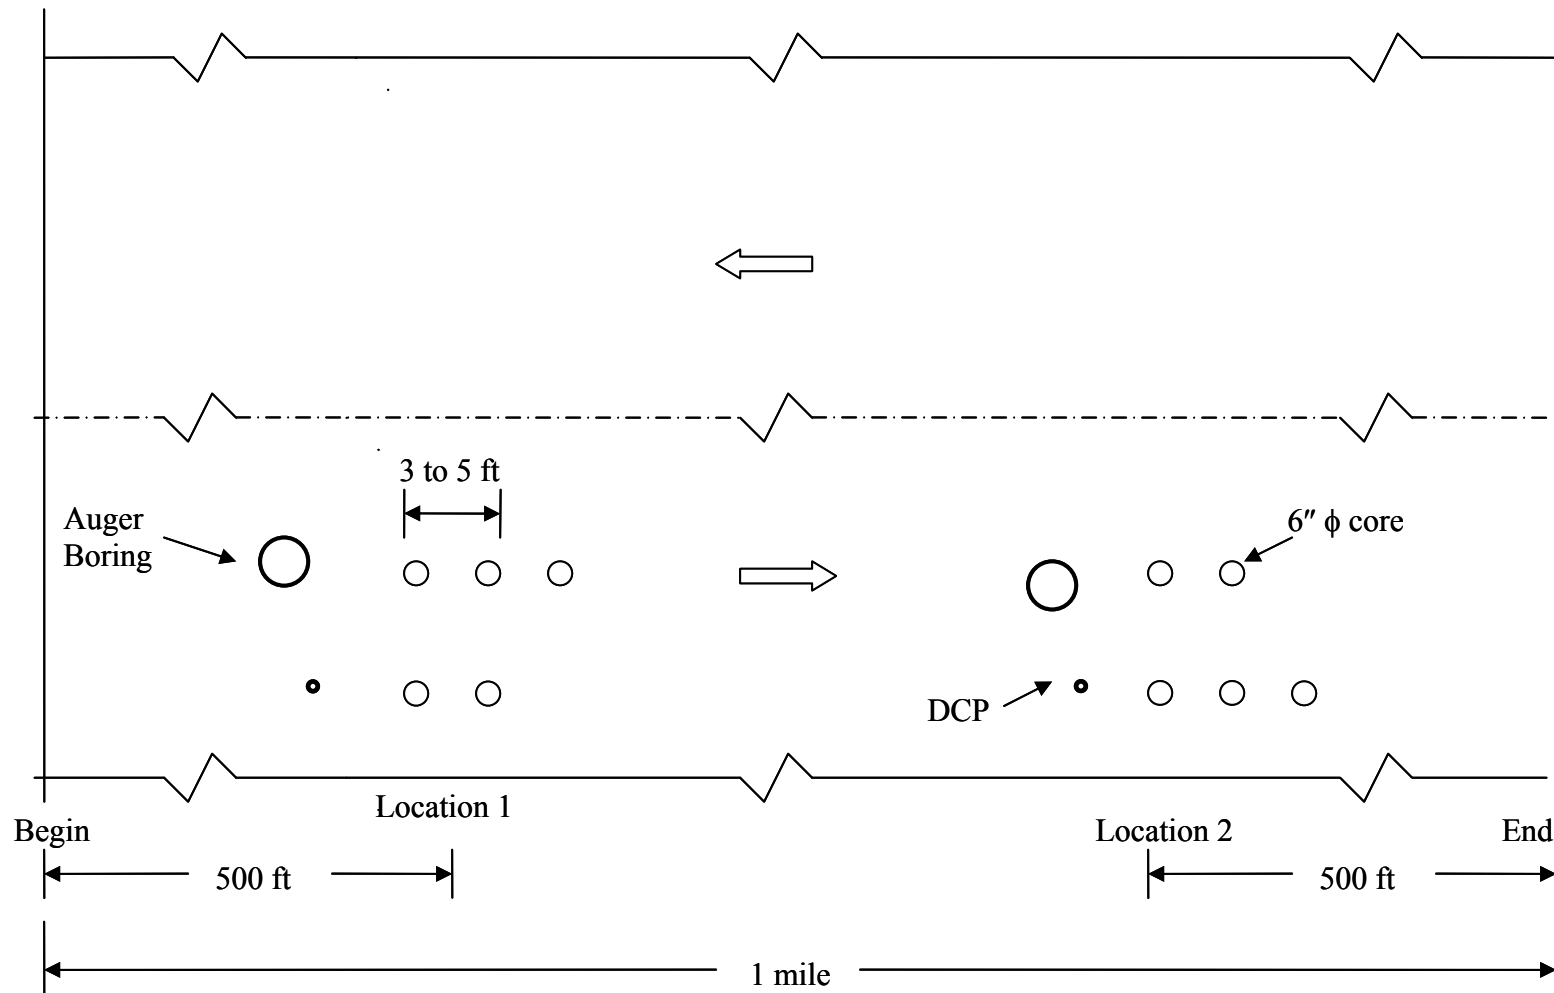 3 to 5 ft
Auger
Boring
6″ ϕ core
DCP
Location 1
Begin
Location 2
End
500 ft
500 ft
1 mile